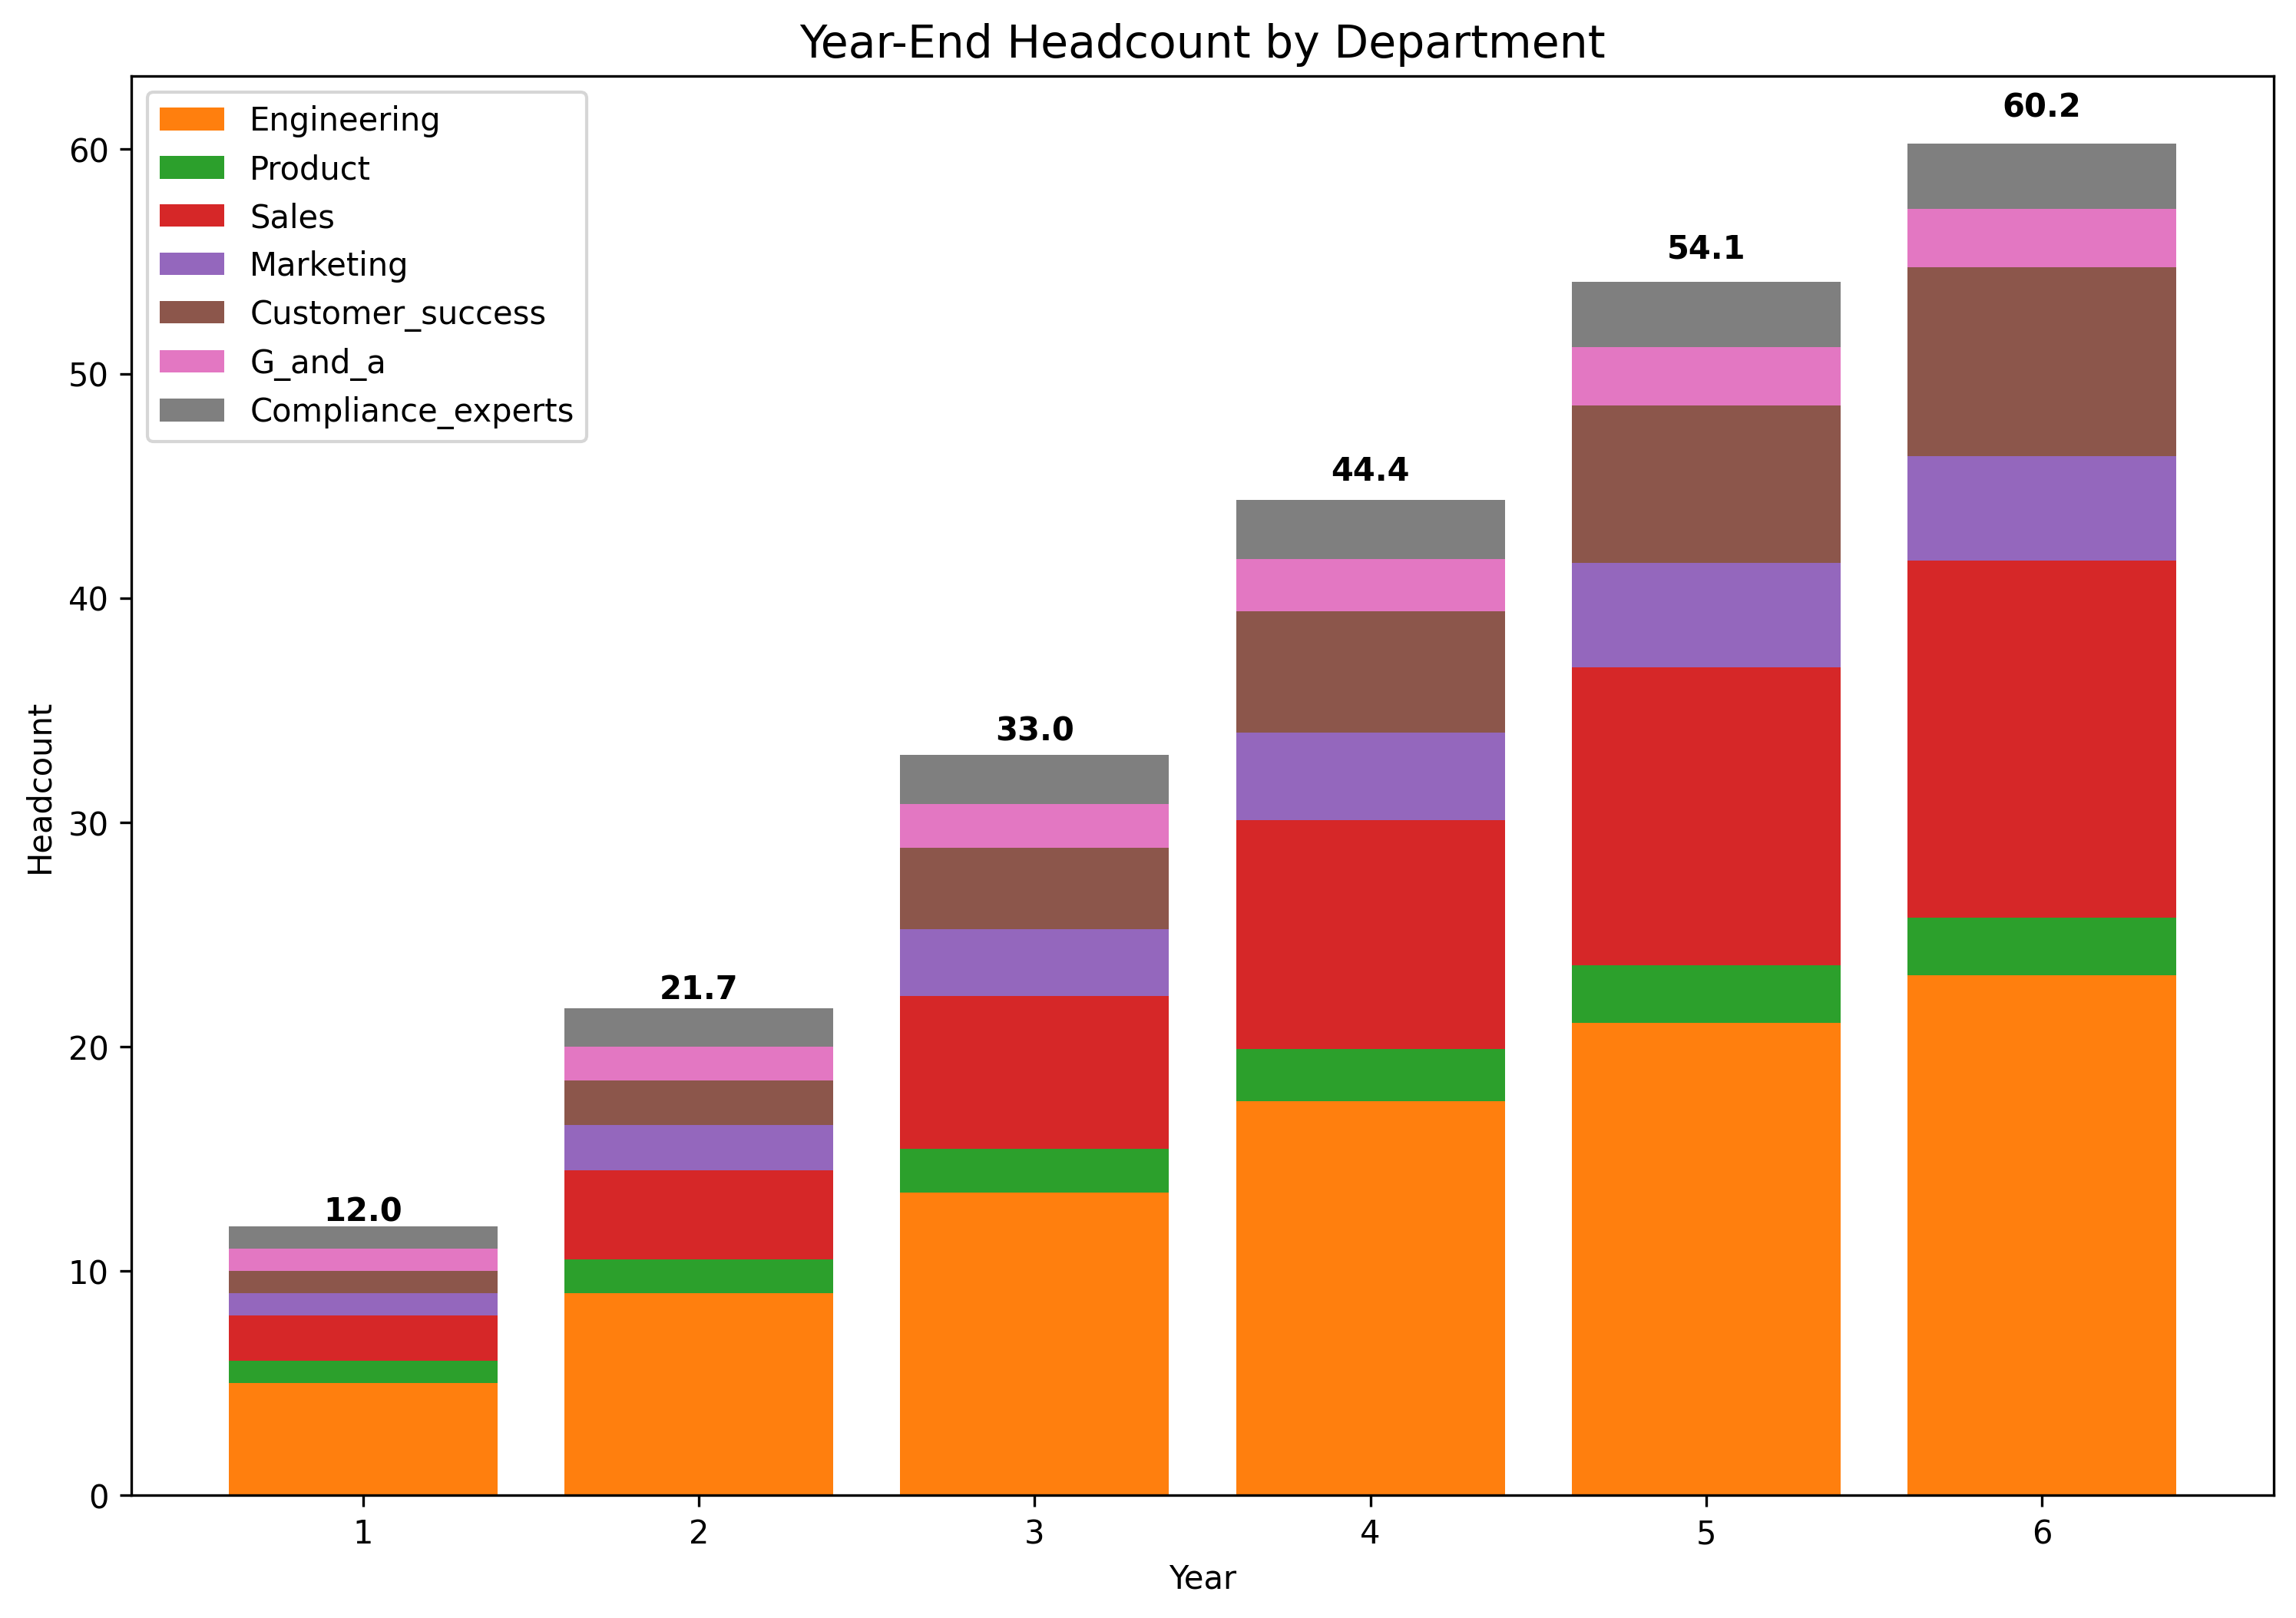 Year-End Headcount by Department
Engineering
Product
Sales
Marketing
Customer_success
G_and_a
Compliance_experts
60.2
54.1
44.4
33.0
21.7
12.0
60
50
40
30
20
10
0
Headcount
1 2 3 4 5 6
Year